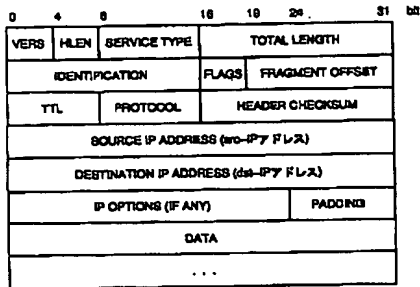 0 4 8 16 19 24 31 bit
VERS HLEN SERVICE TYPE TOTAL LENGTH
IDENTIFICATION FLAGS FRAGMENT OFFSET
TTL PROTOCOL HEADER CHECKSUM
SOURCE IP ADDRESS (src-IPアドレス)
DESTINATION IP ADDRESS (dst-IPアドレス)
IP OPTIONS (IF ANY) PADDING
DATA
...